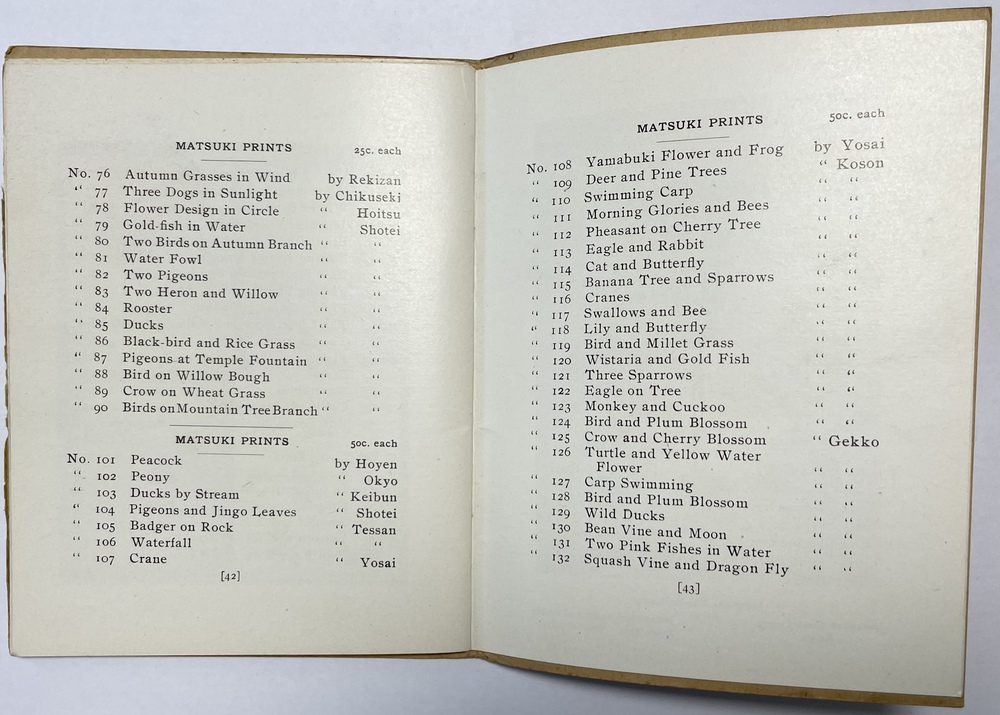 MATSUKI PRINTS 25c. each
No. 76 Autumn Grasses in Wind by Rekizan
“ 77 Three Dogs in Sunlight by Chikuseki
“ 78 Flower Design in Circle “ Hoitsu
“ 79 Gold-fish in Water “ Shotei
“ 80 Two Birds on Autumn Branch “ “
“ 81 Water Fowl “ “
“ 82 Two Pigeons “ “
“ 83 Two Heron and Willow “ “
“ 84 Rooster “ “
“ 85 Ducks “ “
“ 86 Black-bird and Rice Grass “ “
“ 87 Pigeons at Temple Fountain “ “
“ 88 Bird on Willow Bough “ “
“ 89 Crow on Wheat Grass “ “
“ 90 Birds on Mountain Tree Branch “ “
MATSUKI PRINTS 50c. each
No. 101 Peacock by Hoyen
“ 102 Peony “ Okyo
“ 103 Ducks by Stream “ Keibun
“ 104 Pigeons and Jingo Leaves “ Shotei
“ 105 Badger on Rock “ Tessan
“ 106 Waterfall “ “
“ 107 Crane “ Yosai
[42]
MATSUKI PRINTS 50c. each
No. 108 Yamabuki Flower and Frog by Yosai
“ 109 Deer and Pine Trees “ Koson
“ 110 Swimming Carp “ “
“ 111 Morning Glories and Bees “ “
“ 112 Pheasant on Cherry Tree “ “
“ 113 Eagle and Rabbit “ “
“ 114 Cat and Butterfly “ “
“ 115 Banana Tree and Sparrows “ “
“ 116 Cranes “ “
“ 117 Swallows and Bee “ “
“ 118 Lily and Butterfly “ “
“ 119 Bird and Millet Grass “ “
“ 120 Wistaria and Gold Fish “ “
“ 121 Three Sparrows “ “
“ 122 Eagle on Tree “ “
“ 123 Monkey and Cuckoo “ “
“ 124 Bird and Plum Blossom “ “
“ 125 Crow and Cherry Blossom “ Gekko
“ 126 Turtle and Yellow Water
Flower “ “
“ 127 Carp Swimming “ “
“ 128 Bird and Plum Blossom “ “
“ 129 Wild Ducks “ “
“ 130 Bean Vine and Moon “ “
“ 131 Two Pink Fishes in Water “ “
“ 132 Squash Vine and Dragon Fly “ “
[43]